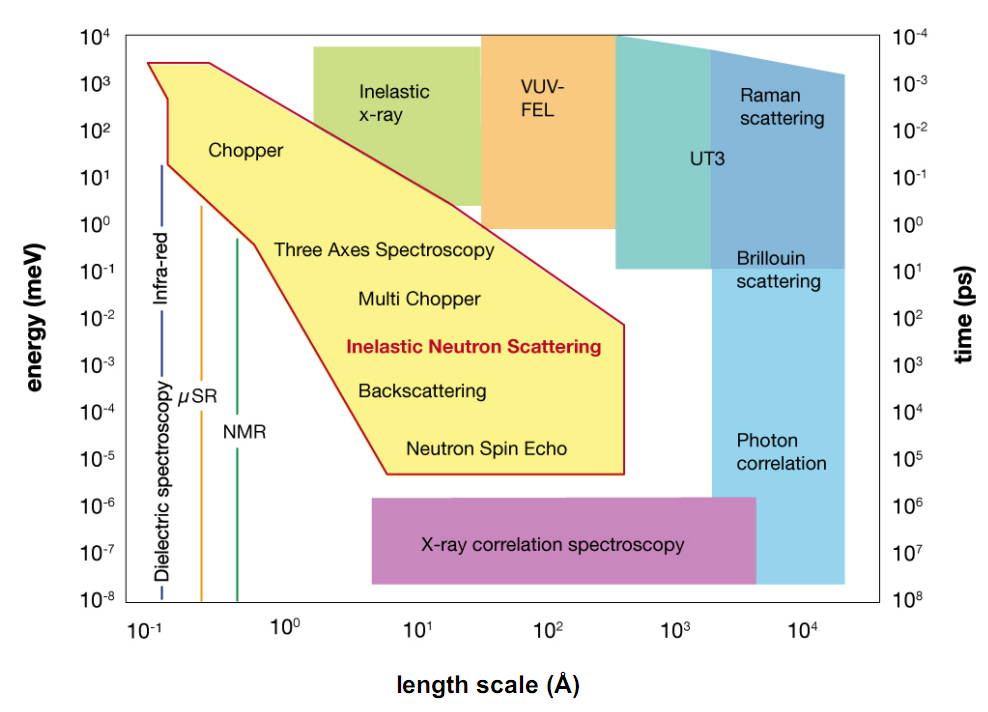 10⁴
10³
10²
10¹
10⁰
10⁻¹
10⁻²
10⁻³
10⁻⁴
10⁻⁵
10⁻⁶
10⁻⁷
10⁻⁸
energy (meV)
Inelastic
x-ray
VUV-
FEL
Raman
scattering
UT3
Chopper
Three Axes Spectroscopy
Brillouin
scattering
Multi Chopper
Inelastic Neutron Scattering
Backscattering
Neutron Spin Echo
Photon
correlation
X-ray correlation spectroscopy
Infra-red
Dielectric spectroscopy
µSR
NMR
10⁻⁴
10⁻³
10⁻²
10⁻¹
10⁰
10¹
10²
10³
10⁴
10⁵
10⁶
10⁷
10⁸
time (ps)
10⁻¹ 10⁰ 10¹ 10² 10³ 10⁴
length scale (Å)